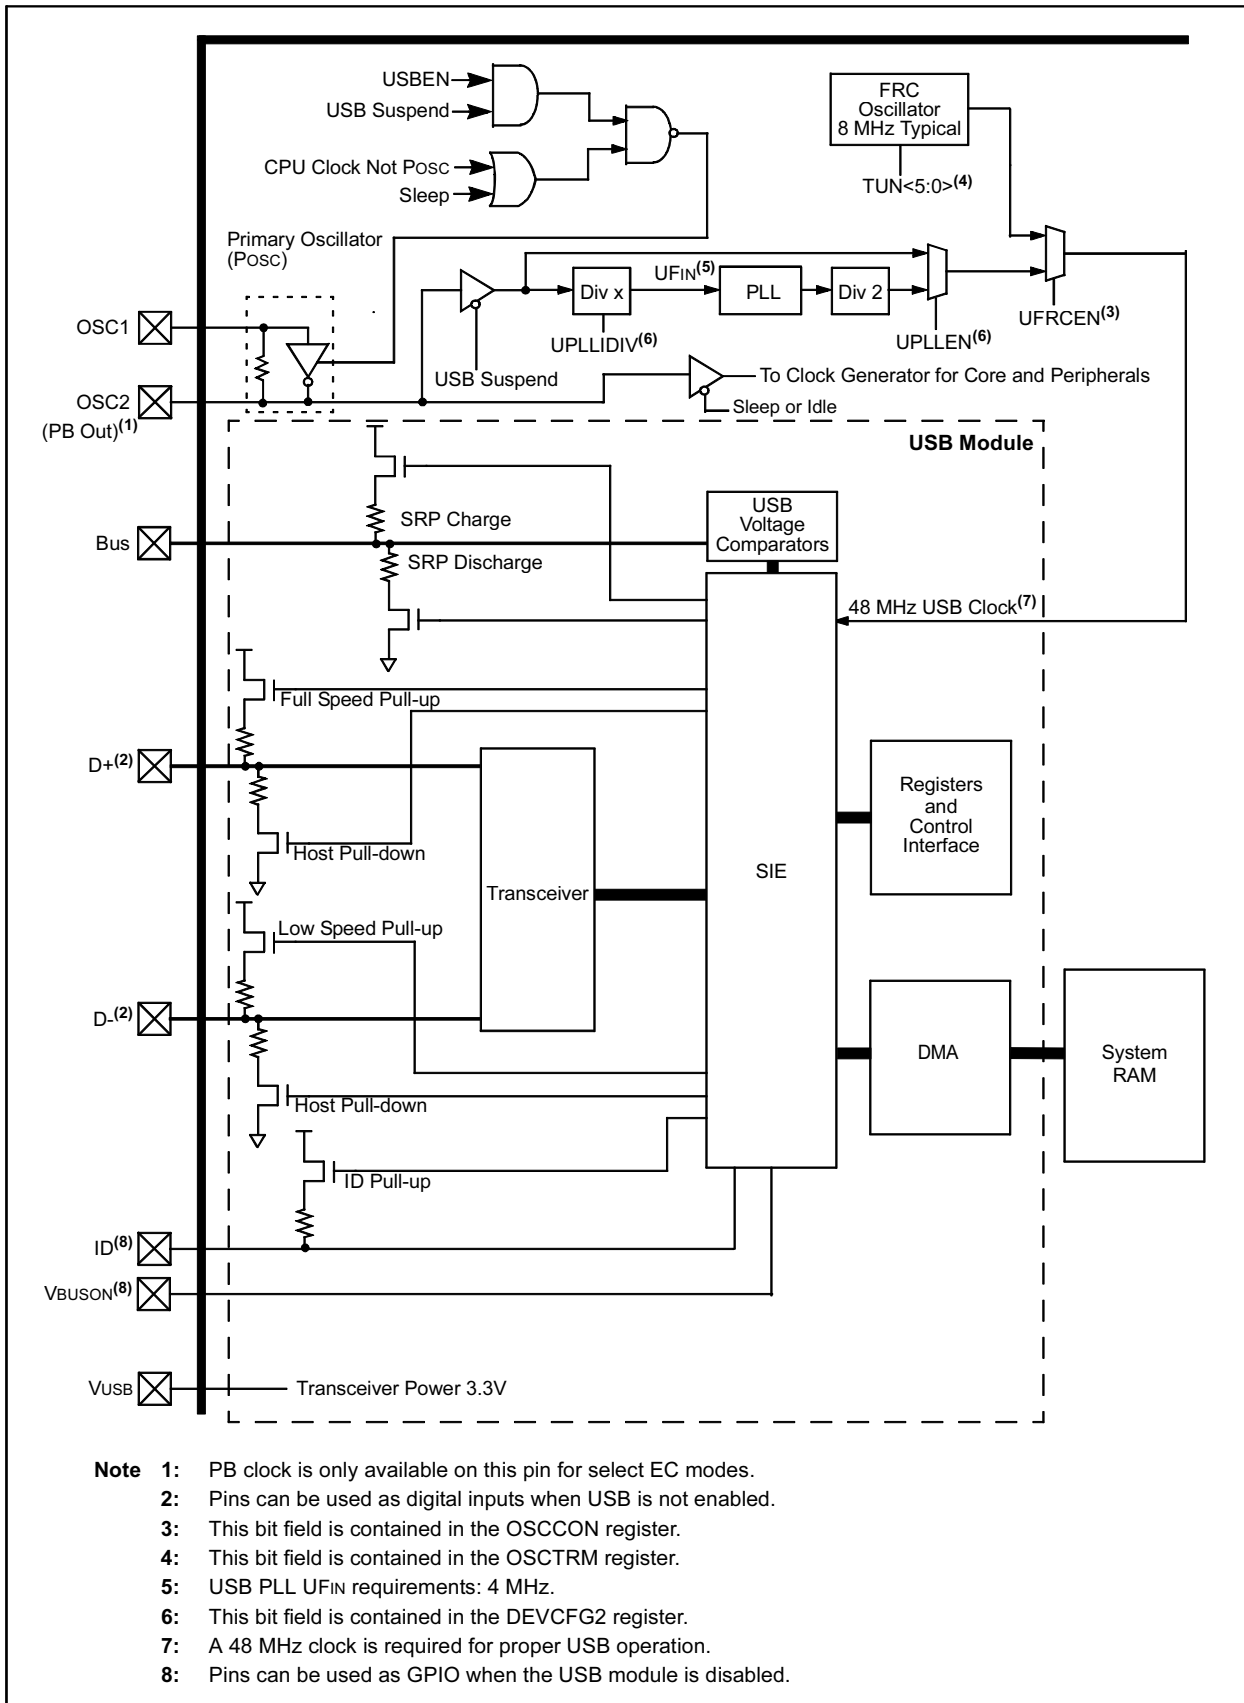 USBEN
USB Suspend
CPU Clock Not POSC
Sleep
FRC
Oscillator
8 MHz Typical
TUN<5:0>(4)
Primary Oscillator
(POSC)
UFIN(5)
Div x
PLL
Div 2
UPLLIDIV(6)
UPLLEN(6)
UFRCEN(3)
OSC1
USB Suspend
To Clock Generator for Core and Peripherals
OSC2
(PB Out)(1)
Sleep or Idle
USB Module
USB
Voltage
Comparators
SRP Charge
Bus
SRP Discharge
48 MHz USB Clock(7)
Full Speed Pull-up
D+(2)
Registers
and
Control
Interface
Host Pull-down
SIE
Transceiver
Low Speed Pull-up
D-(2)
DMA
System
RAM
Host Pull-down
ID Pull-up
ID(8)
VBUSON(8)
VUSB
Transceiver Power 3.3V
Note 1: PB clock is only available on this pin for select EC modes.
2: Pins can be used as digital inputs when USB is not enabled.
3: This bit field is contained in the OSCCON register.
4: This bit field is contained in the OSCTRM register.
5: USB PLL UFIN requirements: 4 MHz.
6: This bit field is contained in the DEVCFG2 register.
7: A 48 MHz clock is required for proper USB operation.
8: Pins can be used as GPIO when the USB module is disabled.